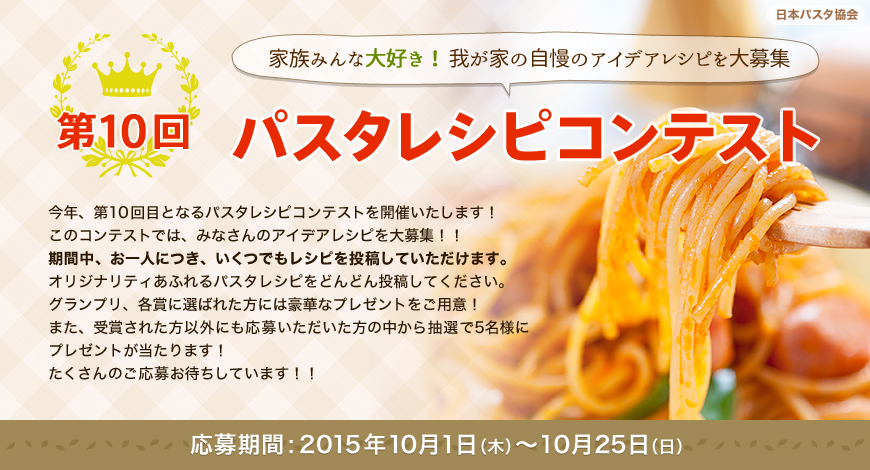 日本パスタ協会
家族みんな大好き！我が家の自慢のアイデアレシピを大募集
第10回
パスタレシピコンテスト
今年、第10回目となるパスタレシピコンテストを開催いたします！
このコンテストでは、みなさんのアイデアレシピを大募集！！
期間中、お一人につき、いくつでもレシピを投稿していただけます。
オリジナリティあふれるパスタレシピをどんどん投稿してください。
グランプリ、各賞に選ばれた方には豪華なプレゼントをご用意！
また、受賞された方以外にも応募いただいた方の中から抽選で5名様に
プレゼントが当たります！
たくさんのご応募お待ちしています！！
応募期間：2015年10月1日（木）～10月25日（日）